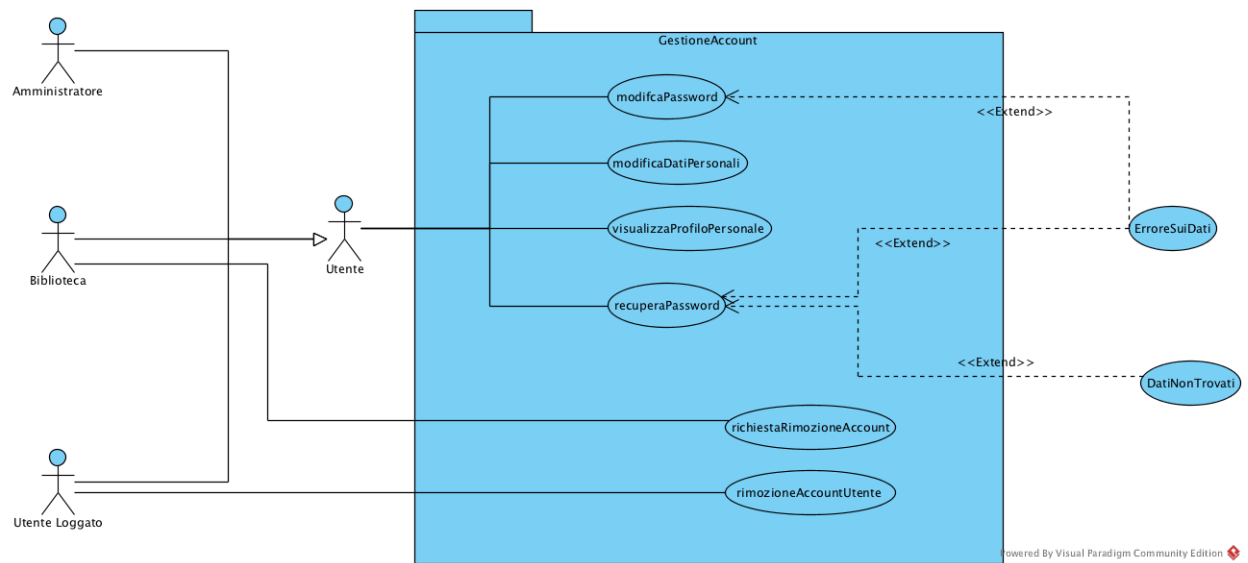 GestioneAccount
Amministratore
modifcaPassword
<<Extend>>
modificaDatiPersonali
Utente
visualizzaProfiloPersonale
ErroreSuiDati
<<Extend>>
Biblioteca
recuperaPassword
<<Extend>>
DatiNonTrovati
richiestaRimozioneAccount
rimozioneAccountUtente
Utente Loggato
Powered By Visual Paradigm Community Edition